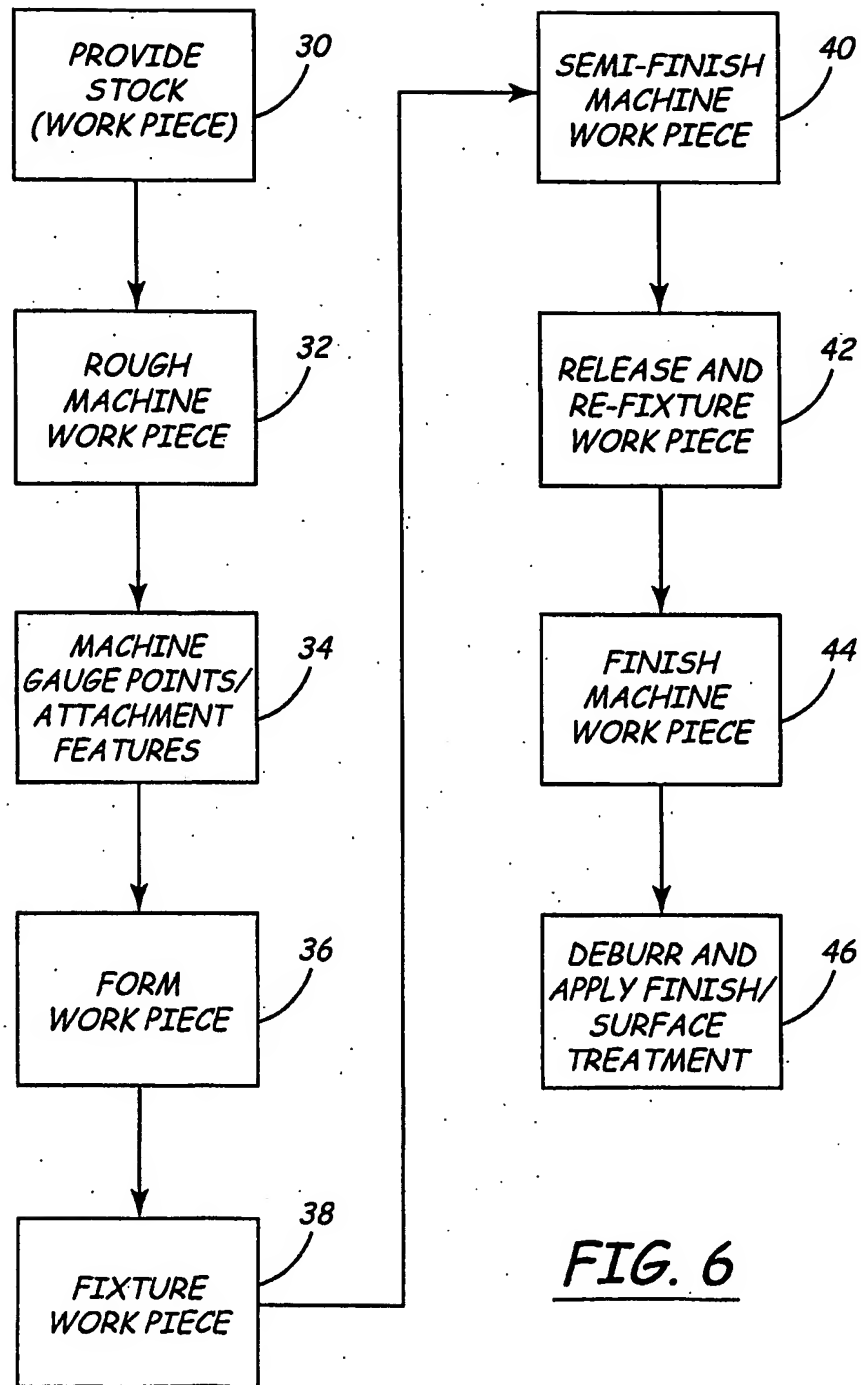 PROVIDE
STOCK
(WORK PIECE)
30
ROUGH
MACHINE
WORK PIECE
32
MACHINE
GAUGE POINTS/
ATTACHMENT
FEATURES
34
FORM
WORK PIECE
36
FIXTURE
WORK PIECE
38
SEMI-FINISH
MACHINE
WORK PIECE
40
RELEASE AND
RE-FIXTURE
WORK PIECE
42
FINISH
MACHINE
WORK PIECE
44
DEBURR AND
APPLY FINISH/
SURFACE
TREATMENT
46
FIG. 6